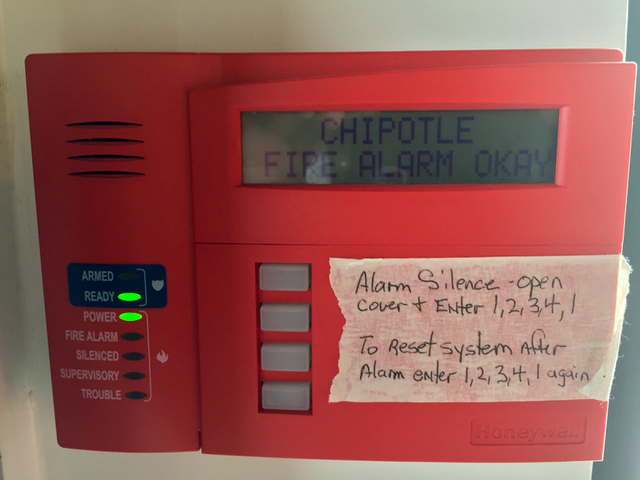 CHIPOTLE
FIRE ALARM OKAY
ARMED
READY
POWER
FIRE ALARM
SILENCED
SUPERVISORY
TROUBLE
Alarm Silence - open
cover + Enter 1,2,3,4,1
To Reset system After
Alarm enter 1,2,3,4,1 again
Honeywell